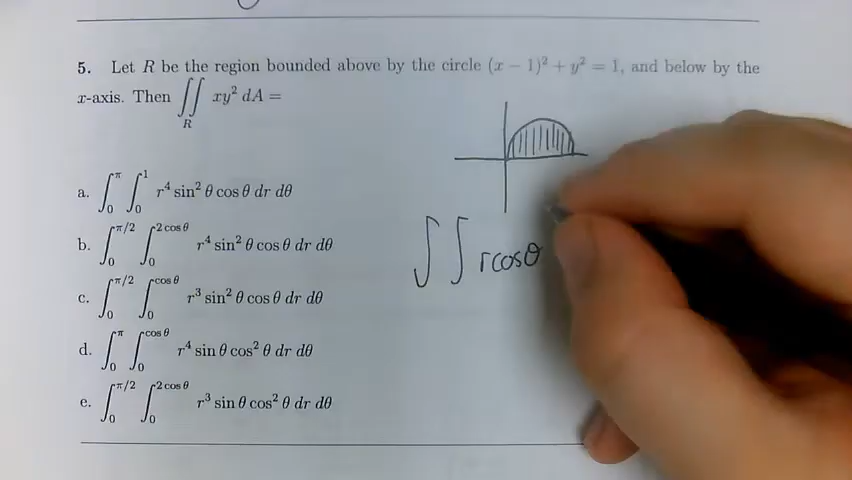 5. Let R be the region bounded above by the circle (x − 1)² + y² = 1, and below by the
x-axis. Then ∬_R xy² dA =
a. ∫_0^π ∫_0^1 r⁴ sin² θ cos θ dr dθ
b. ∫_0^{π/2} ∫_0^{2 cos θ} r⁴ sin² θ cos θ dr dθ
c. ∫_0^{π/2} ∫_0^{cos θ} r³ sin² θ cos θ dr dθ
d. ∫_0^π ∫_0^{cos θ} r⁴ sin θ cos² θ dr dθ
e. ∫_0^{π/2} ∫_0^{2 cos θ} r³ sin θ cos² θ dr dθ
∫ ∫ r cos θ